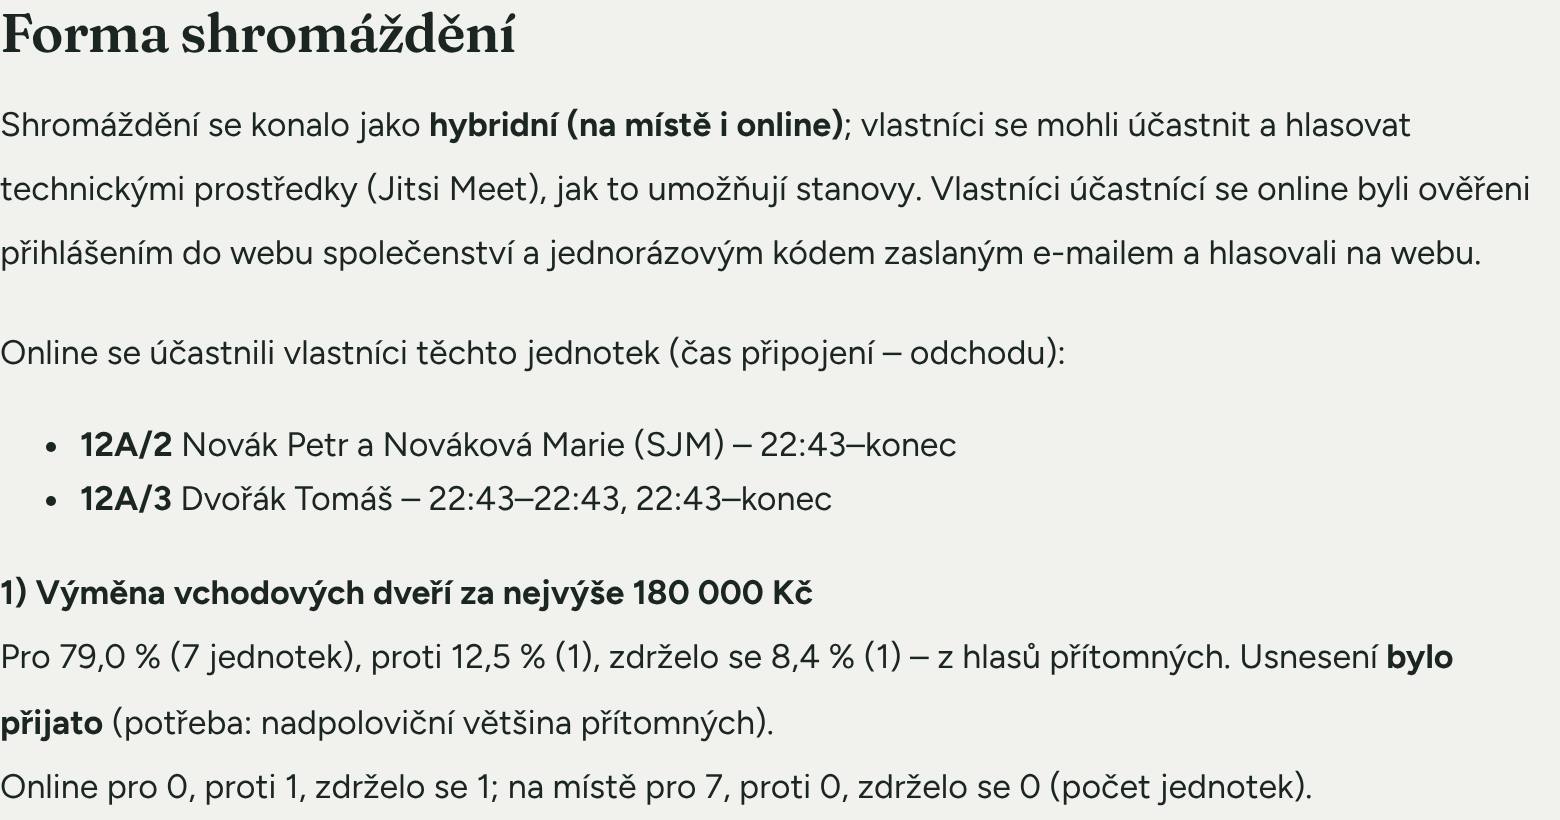 Forma shromáždění
Shromáždění se konalo jako hybridní (na místě i online); vlastníci se mohli účastnit a hlasovat
technickými prostředky (Jitsi Meet), jak to umožňují stanovy. Vlastníci účastnící se online byli ověřeni
přihlášením do webu společenství a jednorázovým kódem zaslaným e-mailem a hlasovali na webu.
Online se účastnili vlastníci těchto jednotek (čas připojení – odchodu):
• 12A/2 Novák Petr a Nováková Marie (SJM) – 22:43–konec
• 12A/3 Dvořák Tomáš – 22:43–22:43, 22:43–konec
1) Výměna vchodových dveří za nejvýše 180 000 Kč
Pro 79,0 % (7 jednotek), proti 12,5 % (1), zdrželo se 8,4 % (1) – z hlasů přítomných. Usnesení bylo
přijato (potřeba: nadpoloviční většina přítomných).
Online pro 0, proti 1, zdrželo se 1; na místě pro 7, proti 0, zdrželo se 0 (počet jednotek).